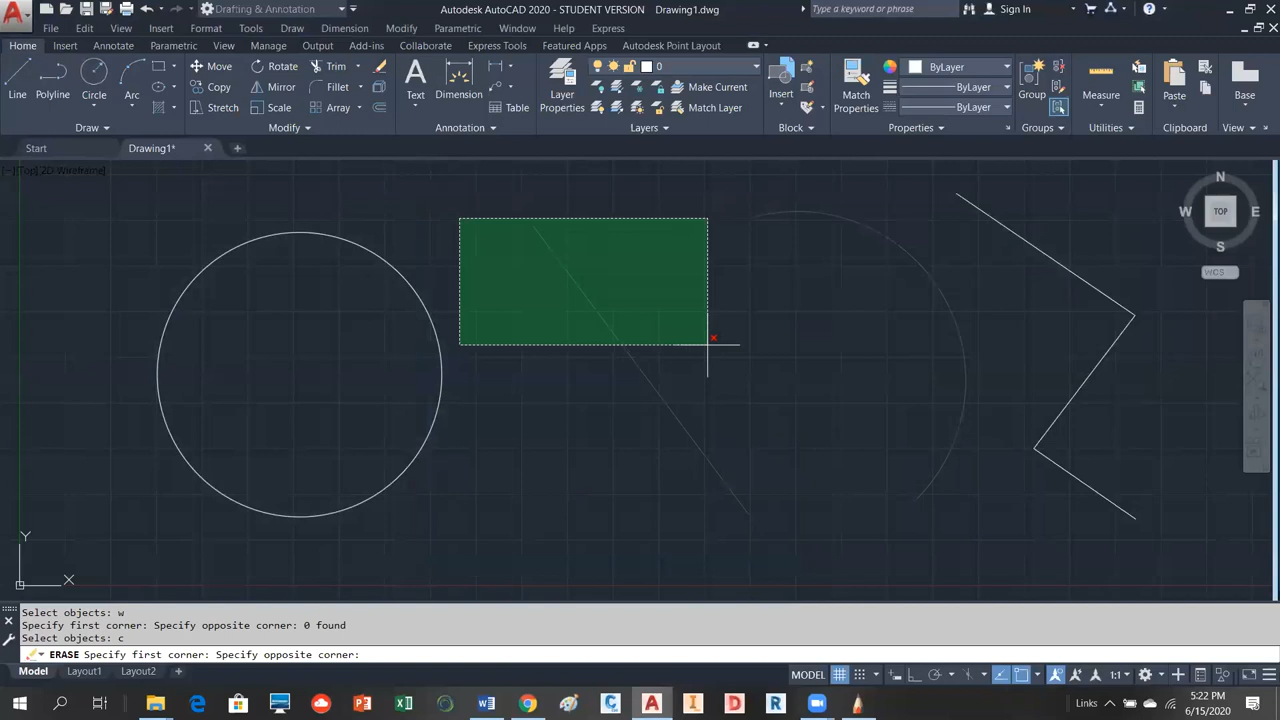 Drafting & Annotation
Autodesk AutoCAD 2020 - STUDENT VERSION Drawing1.dwg
Type a keyword or phrase
Sign In
File Edit View Insert Format Tools Draw Dimension Modify Parametric Window Help Express
Home Insert Annotate Parametric View Manage Output Add-ins Collaborate Express Tools Featured Apps Autodesk Point Layout
Line Polyline Circle Arc
Move Rotate Trim
Copy Mirror Fillet
Stretch Scale Array
Text Dimension Table
Layer Properties
0
Make Current
Match Layer
Insert
Match Properties
ByLayer
ByLayer
ByLayer
Group Measure Paste Base
Draw Modify Annotation Layers Block Properties Groups Utilities Clipboard View
Start Drawing1*
[−][Top][2D Wireframe]
N
W TOP E
S
WCS
Y
X
Select objects: w
Specify first corner: Specify opposite corner: 0 found
Select objects: c
ERASE Specify first corner: Specify opposite corner:
Model Layout1 Layout2
MODEL 1:1
Links
5:22 PM
6/15/2020